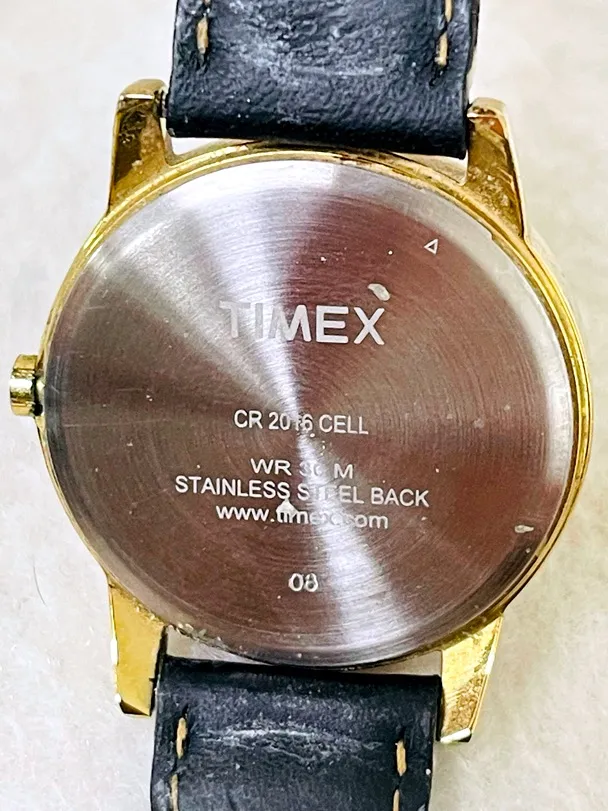 TIMEX
CR 2016 CELL
WR 30 M
STAINLESS STEEL BACK
www.timex.com
08